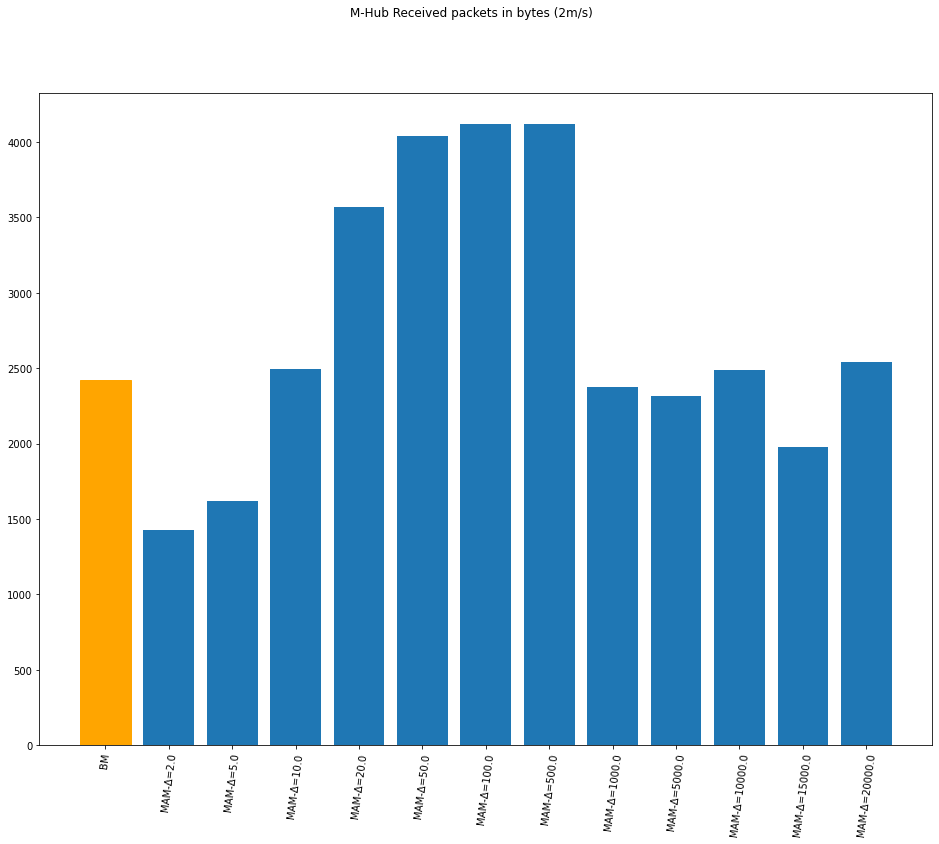 M-Hub Received packets in bytes (2m/s)
4000
3500
3000
2500
2000
1500
1000
500
0
BM
MAM-Δ=2.0
MAM-Δ=5.0
MAM-Δ=10.0
MAM-Δ=20.0
MAM-Δ=50.0
MAM-Δ=100.0
MAM-Δ=500.0
MAM-Δ=1000.0
MAM-Δ=5000.0
MAM-Δ=10000.0
MAM-Δ=15000.0
MAM-Δ=20000.0